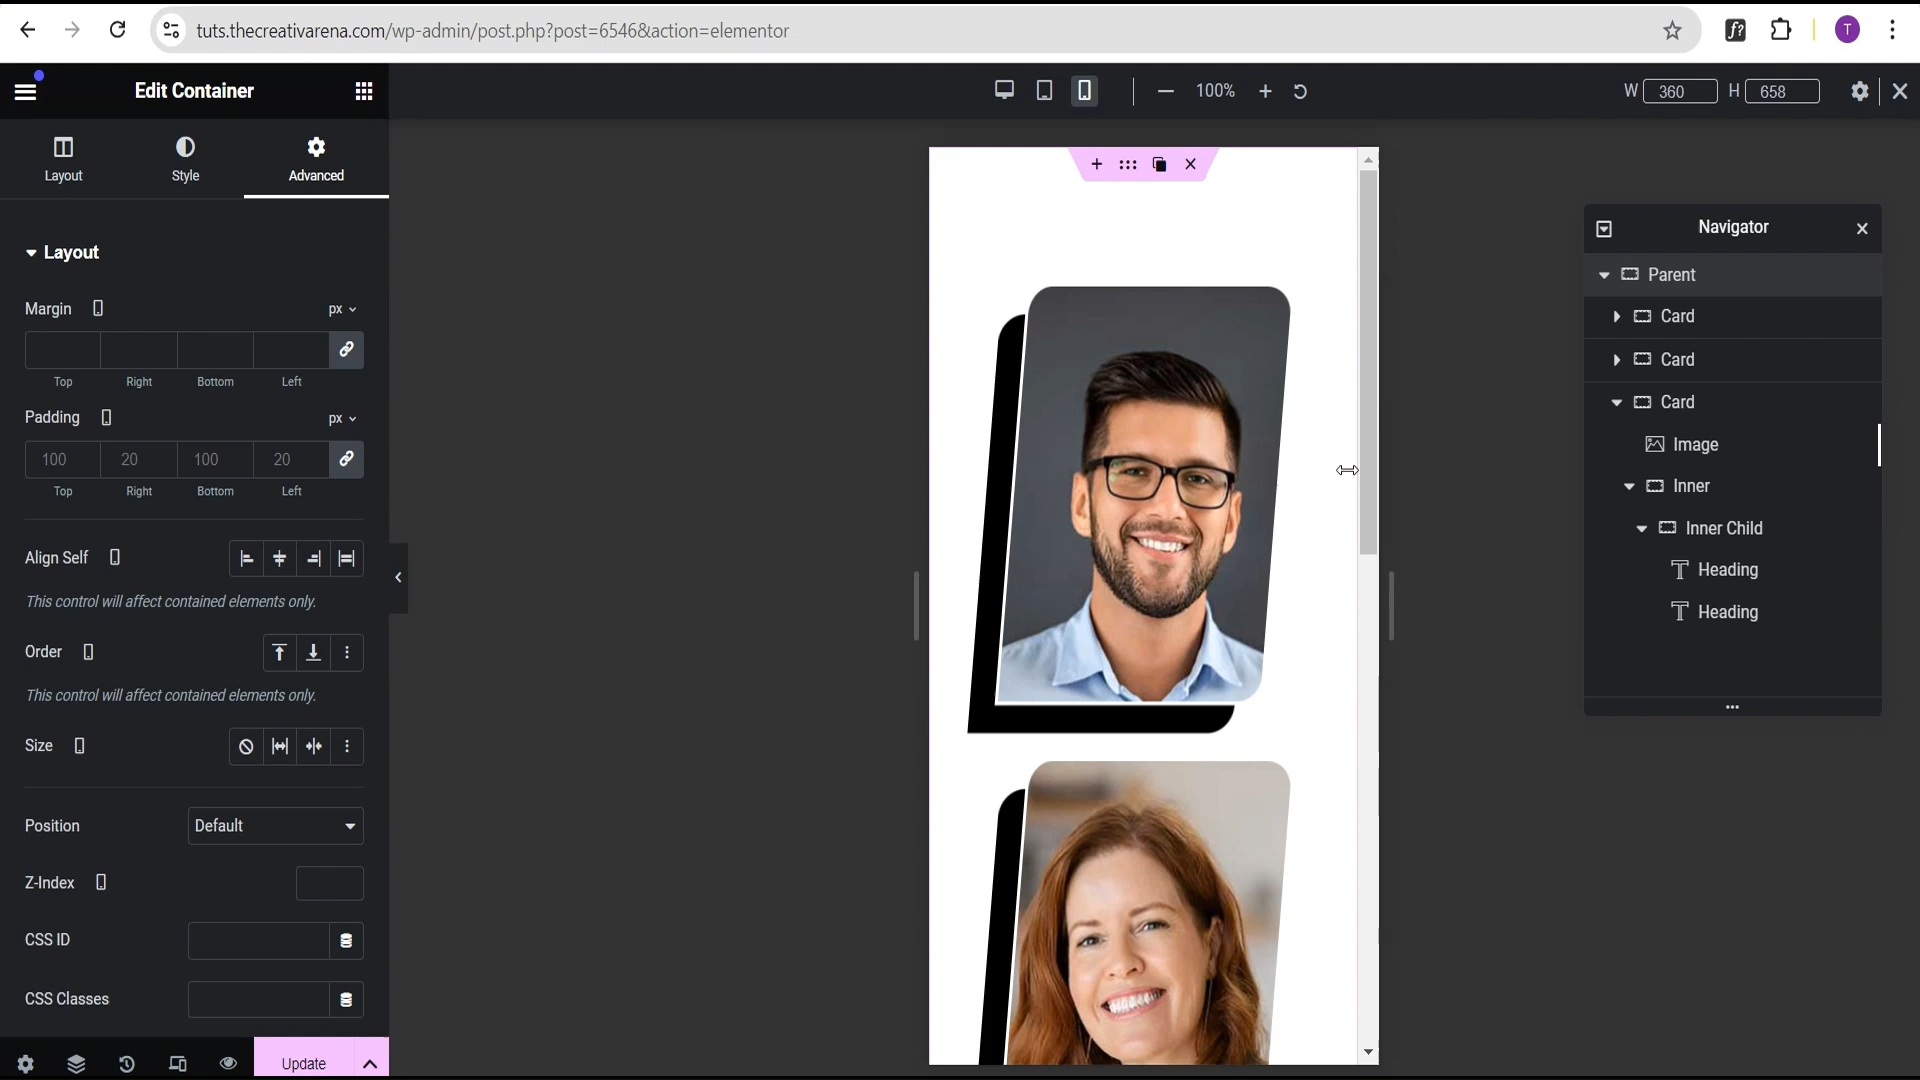 tuts.thecreativarena.com/wp-admin/post.php?post=6546&action=elementor
T
Edit Container
100%
W 360 H 658
Layout
Style
Advanced
Layout
Margin
px
Top
Right
Bottom
Left
Padding
px
100
20
100
20
Top
Right
Bottom
Left
Align Self
This control will affect contained elements only.
Order
This control will affect contained elements only.
Size
Position
Default
Z-Index
CSS ID
CSS Classes
Update
Navigator
Parent
Card
Card
Card
Image
Inner
Inner Child
Heading
Heading